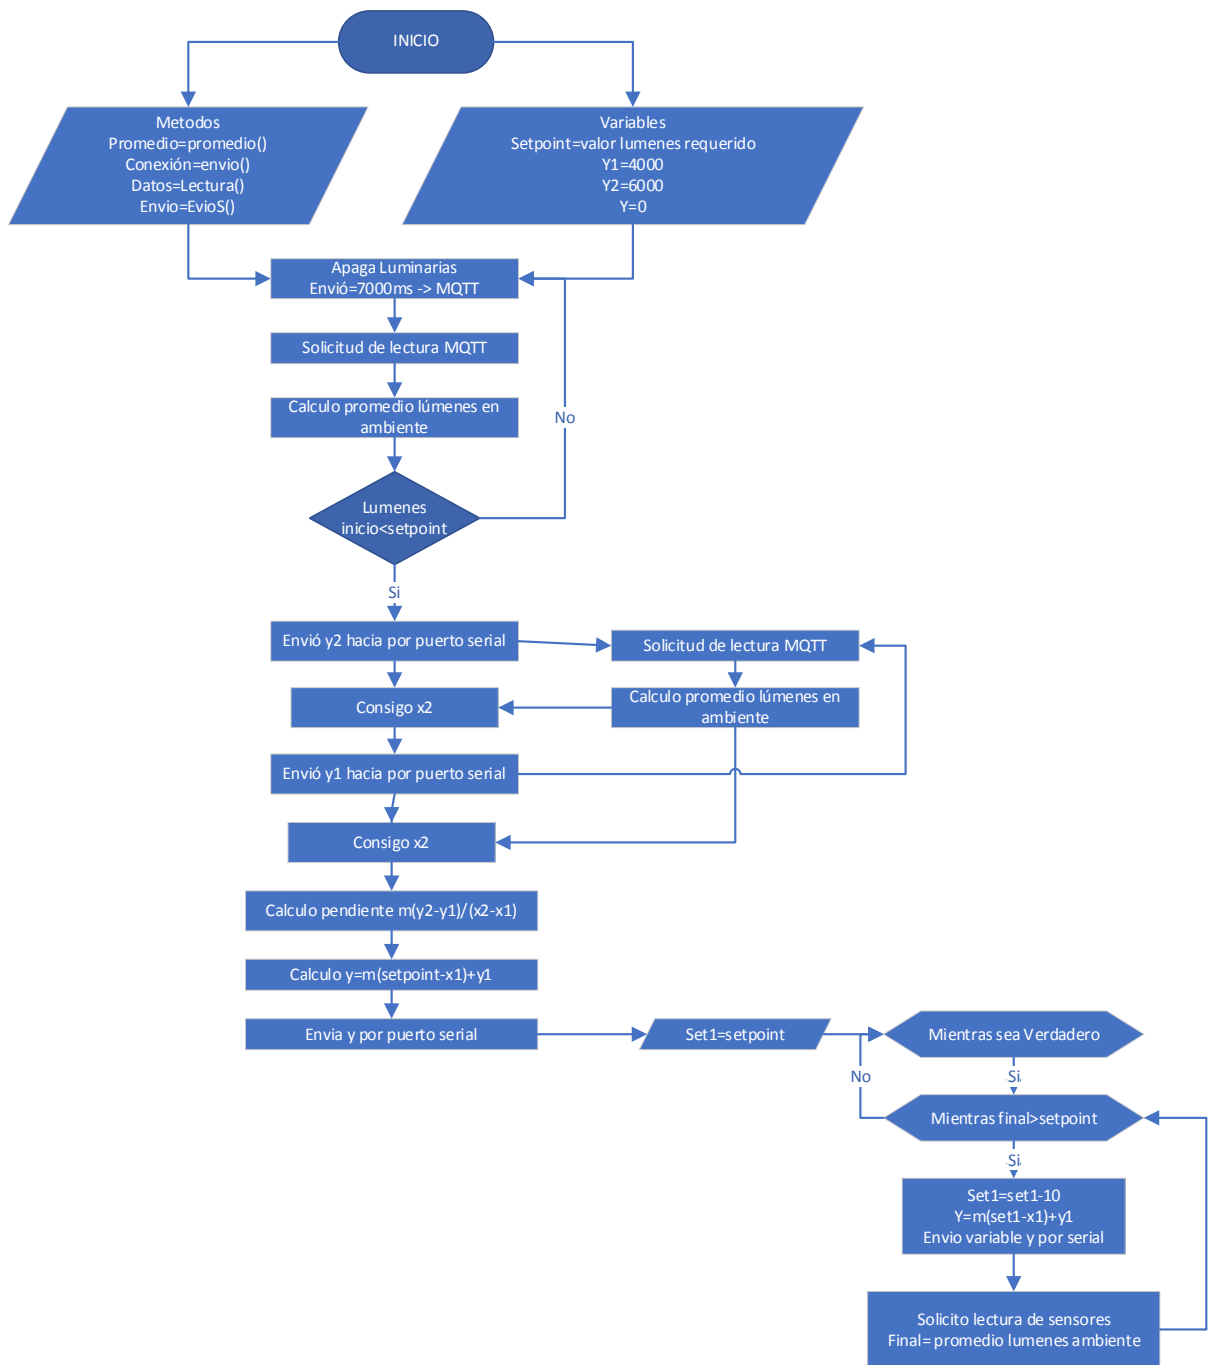 INICIO
Metodos
Promedio=promedio()
Conexión=envio()
Datos=Lectura()
Envio=EvioS()
Variables
Setpoint=valor lumenes requerido
Y1=4000
Y2=6000
Y=0
Apaga Luminarias
Envió=7000ms -> MQTT
Solicitud de lectura MQTT
Calculo promedio lúmenes en
ambiente
No
Lumenes
inicio<setpoint
Si
Envió y2 hacia por puerto serial
Solicitud de lectura MQTT
Consigo x2
Calculo promedio lúmenes en
ambiente
Envió y1 hacia por puerto serial
Consigo x2
Calculo pendiente m(y2-y1)/(x2-x1)
Calculo y=m(setpoint-x1)+y1
Envia y por puerto serial
Set1=setpoint
Mientras sea Verdadero
No
Si
Mientras final>setpoint
Si
Set1=set1-10
Y=m(set1-x1)+y1
Envio variable y por serial
Solicito lectura de sensores
Final= promedio lumenes ambiente